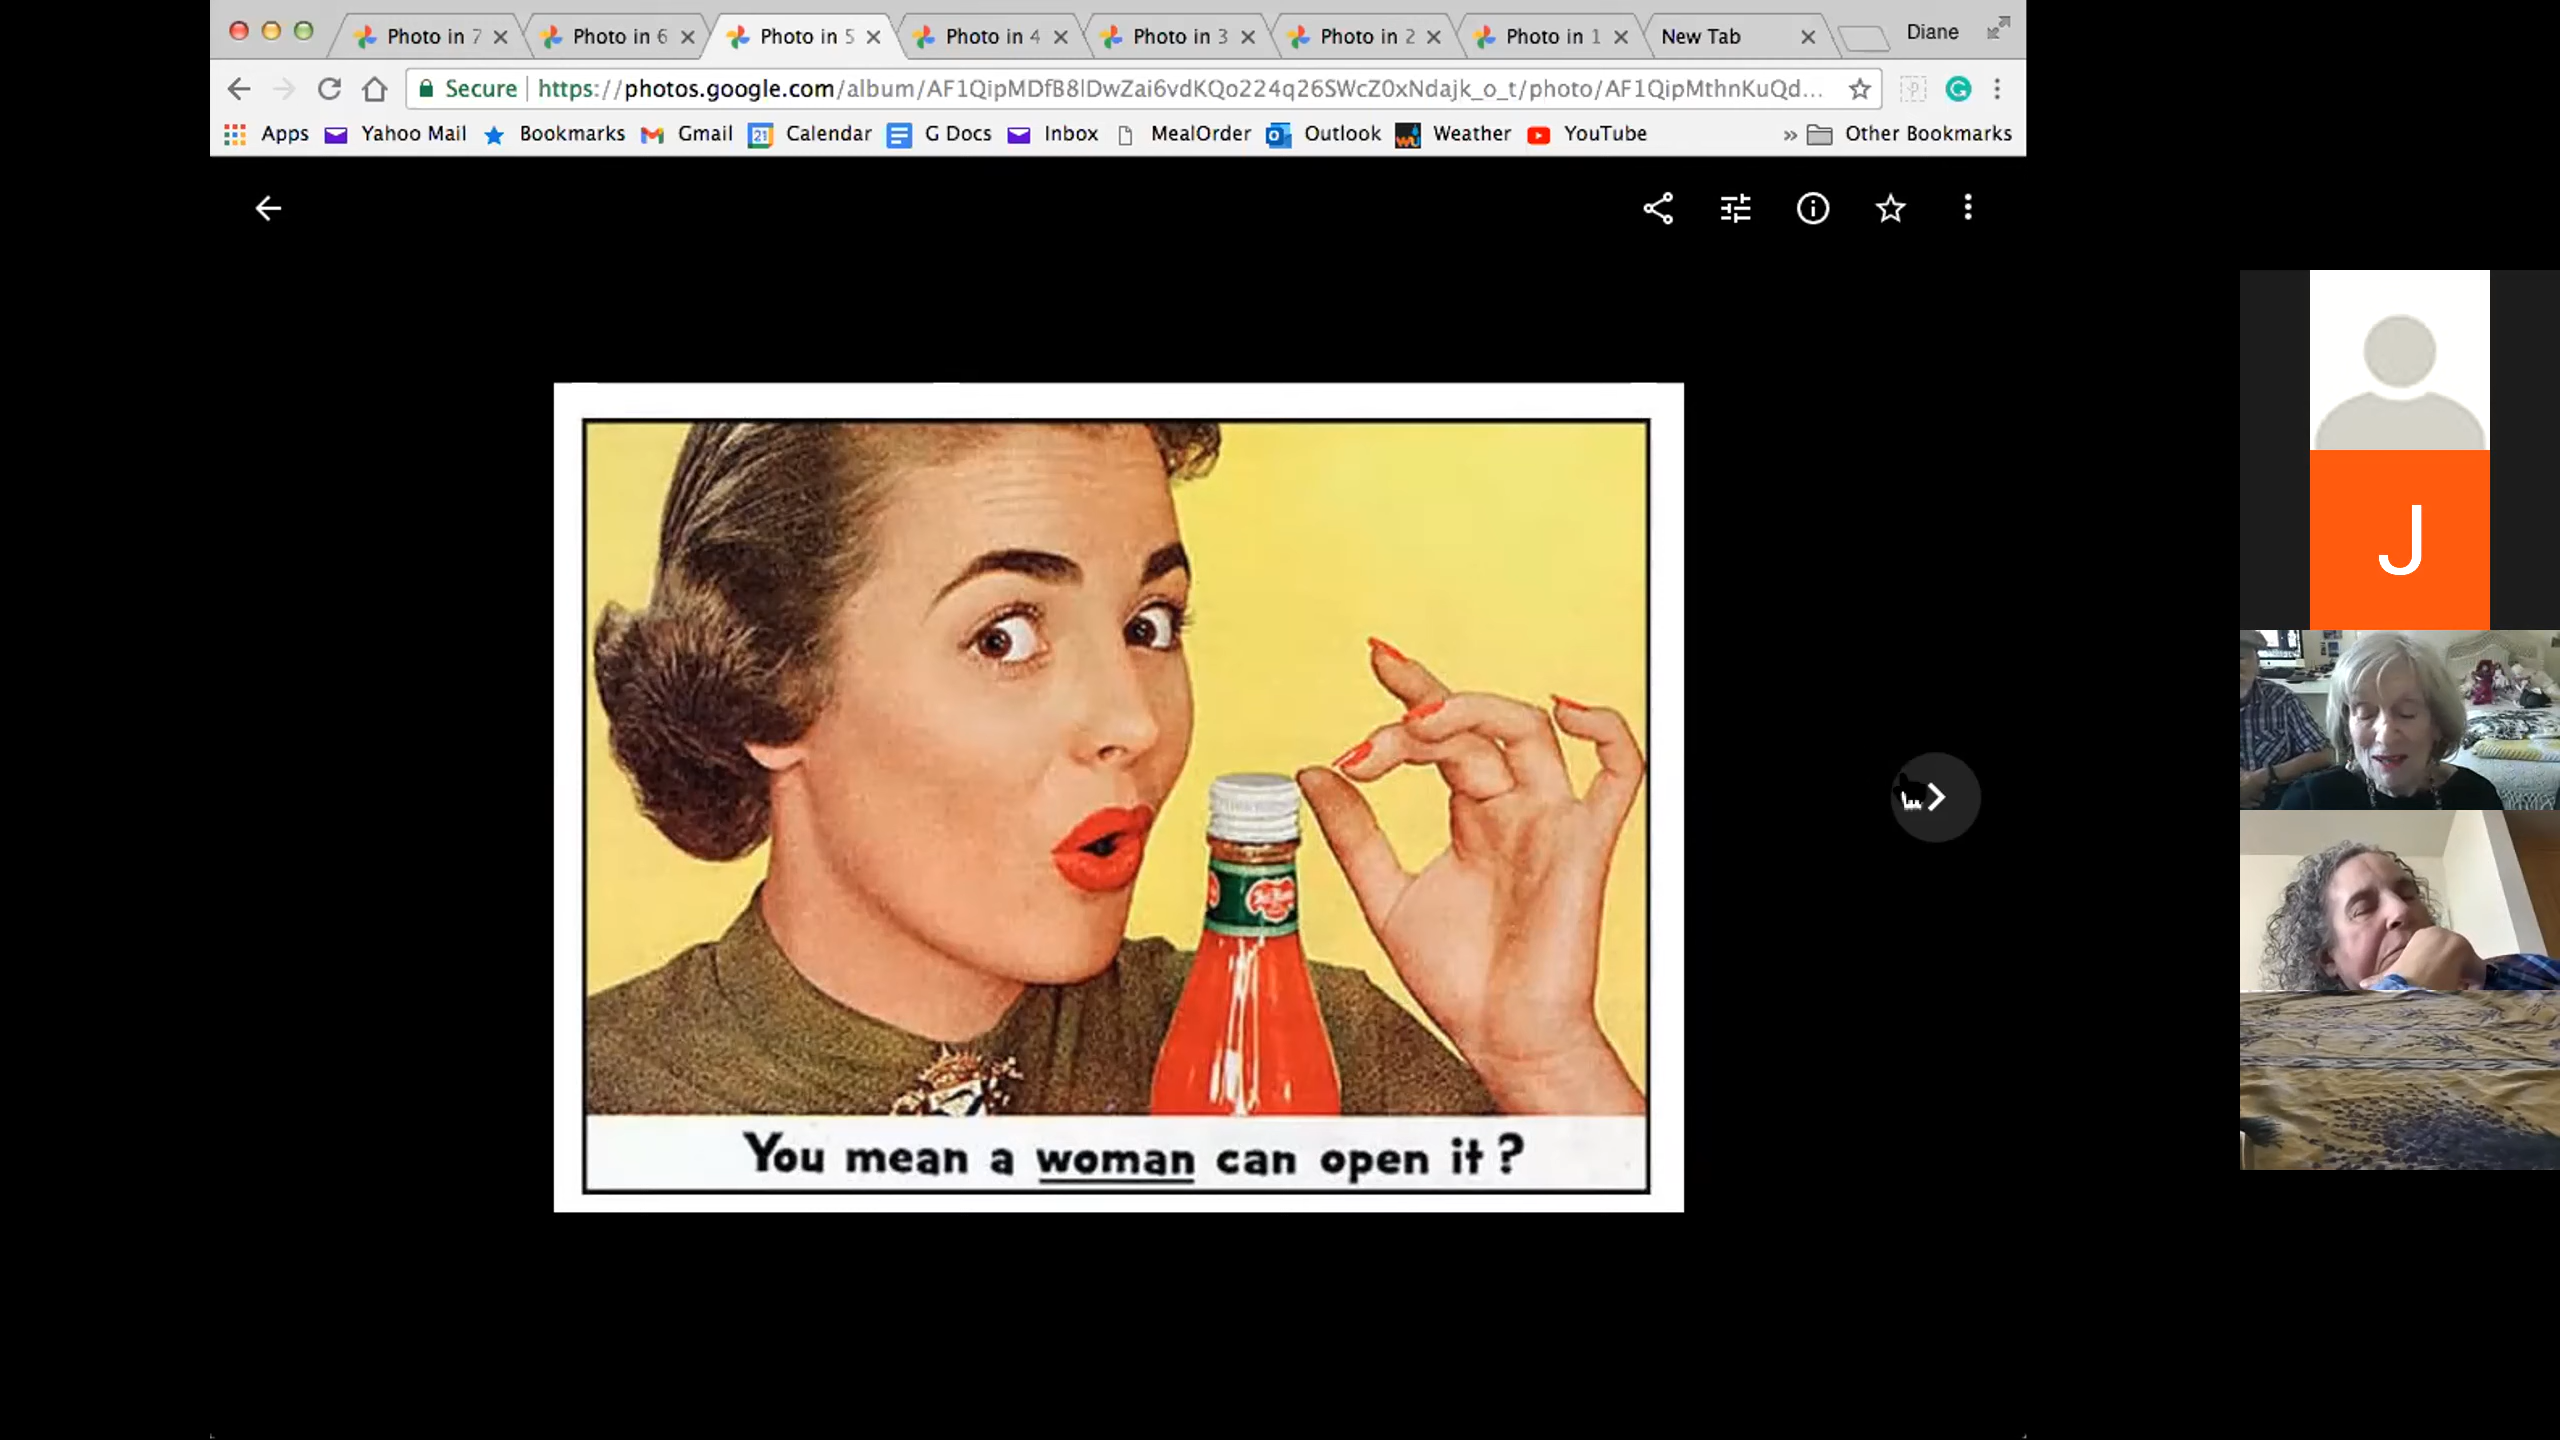 Photo in 7 Photo in 6 Photo in 5 Photo in 4 Photo in 3 Photo in 2 Photo in 1 New Tab Diane
Secure https://photos.google.com/album/AF1QipMDfB8lDwZai6vdKQo224q26SWcZ0xNdajk_o_t/photo/AF1QipMthnKuQd...
Apps Yahoo Mail Bookmarks Gmail 21 Calendar G Docs Inbox MealOrder Outlook Weather YouTube » Other Bookmarks
J
You mean a woman can open it?